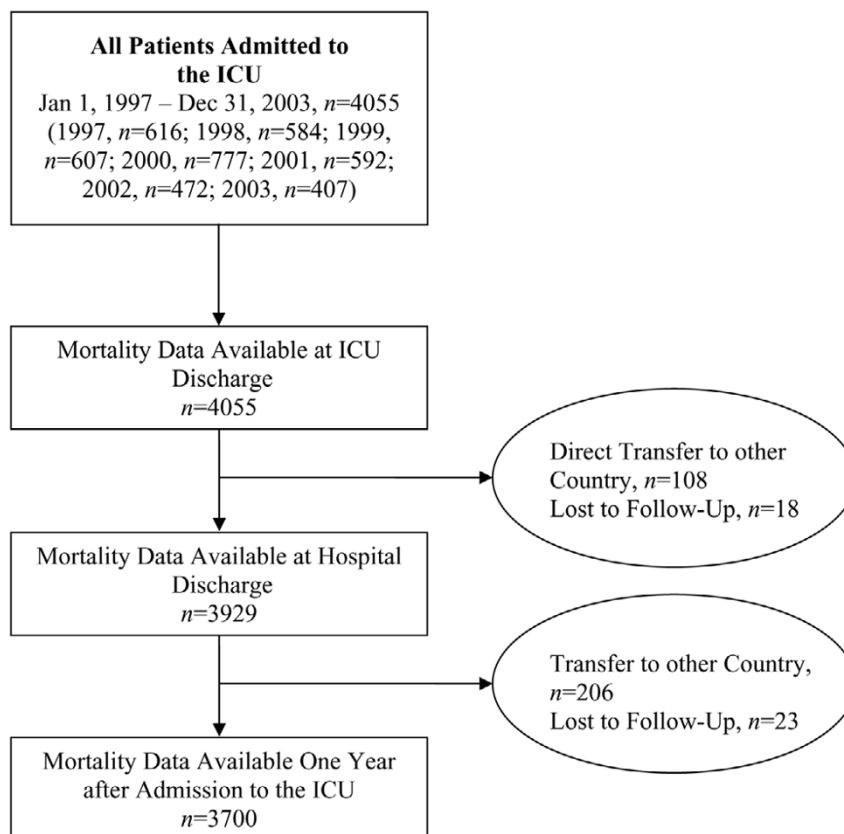 All Patients Admitted to
the ICU
Jan 1, 1997 – Dec 31, 2003, n=4055
(1997, n=616; 1998, n=584; 1999,
n=607; 2000, n=777; 2001, n=592;
2002, n=472; 2003, n=407)
Mortality Data Available at ICU
Discharge
n=4055
Direct Transfer to other
Country, n=108
Lost to Follow-Up, n=18
Mortality Data Available at Hospital
Discharge
n=3929
Transfer to other Country,
n=206
Lost to Follow-Up, n=23
Mortality Data Available One Year
after Admission to the ICU
n=3700